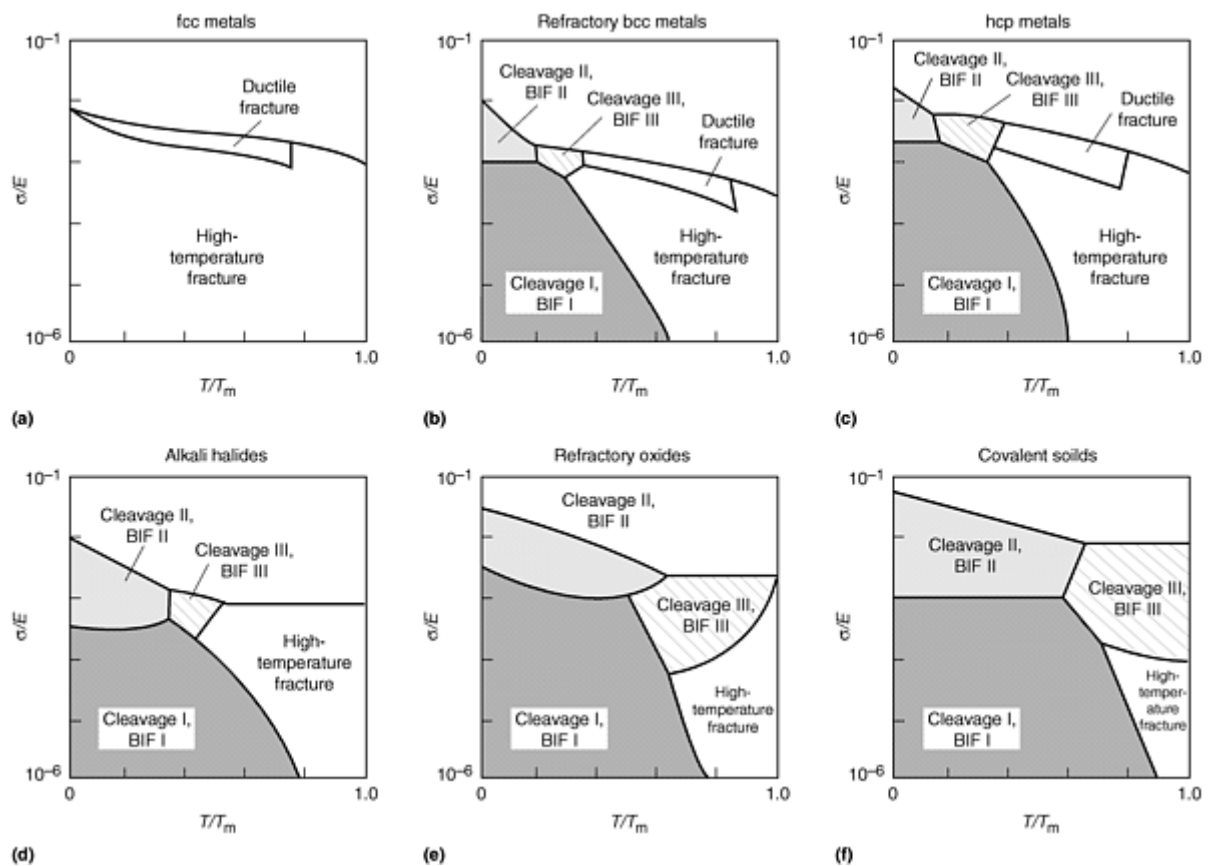 fcc metals
10⁻¹
Ductile
fracture
High-
temperature
fracture
σ/E
10⁻⁶
0
1.0
T/Tm
(a)
Refractory bcc metals
10⁻¹
Cleavage II,
BIF II
Cleavage III,
BIF III
Ductile
fracture
High-
temperature
fracture
Cleavage I,
BIF I
σ/E
10⁻⁶
0
1.0
T/Tm
(b)
hcp metals
10⁻¹
Cleavage II,
BIF II
Cleavage III,
BIF III
Ductile
fracture
High-
temperature
fracture
Cleavage I,
BIF I
σ/E
10⁻⁶
0
1.0
T/Tm
(c)
Alkali halides
10⁻¹
Cleavage II,
BIF II
Cleavage III,
BIF III
High-
temperature
fracture
Cleavage I,
BIF I
σ/E
10⁻⁶
0
1.0
T/Tm
(d)
Refractory oxides
10⁻¹
Cleavage II,
BIF II
Cleavage III,
BIF III
High-
temperature
fracture
Cleavage I,
BIF I
σ/E
10⁻⁶
0
1.0
T/Tm
(e)
Covalent soilds
10⁻¹
Cleavage II,
BIF II
Cleavage III,
BIF III
High-
temper-
ature
fracture
Cleavage I,
BIF I
σ/E
10⁻⁶
0
1.0
T/Tm
(f)